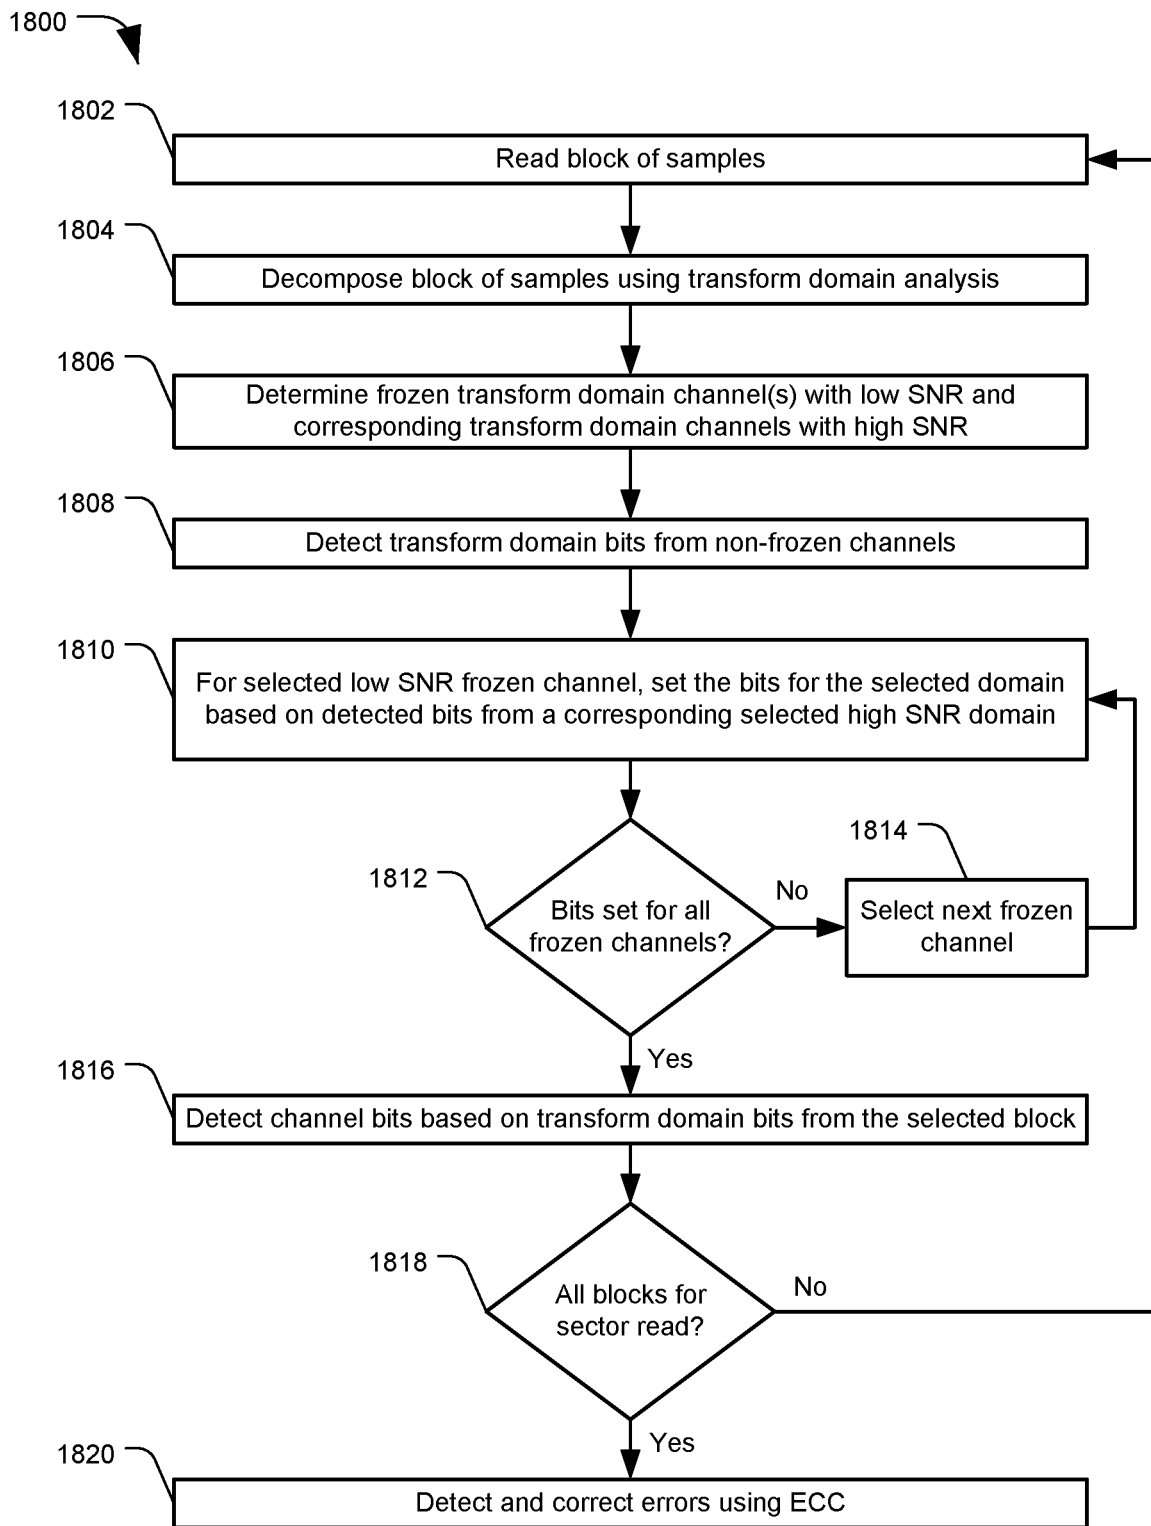 1800
1802
Read block of samples
1804
Decompose block of samples using transform domain analysis
1806
Determine frozen transform domain channel(s) with low SNR and
corresponding transform domain channels with high SNR
1808
Detect transform domain bits from non-frozen channels
1810
For selected low SNR frozen channel, set the bits for the selected domain
based on detected bits from a corresponding selected high SNR domain
1812
Bits set for all
frozen channels?
No
1814
Select next frozen
channel
Yes
1816
Detect channel bits based on transform domain bits from the selected block
1818
All blocks for
sector read?
No
Yes
1820
Detect and correct errors using ECC